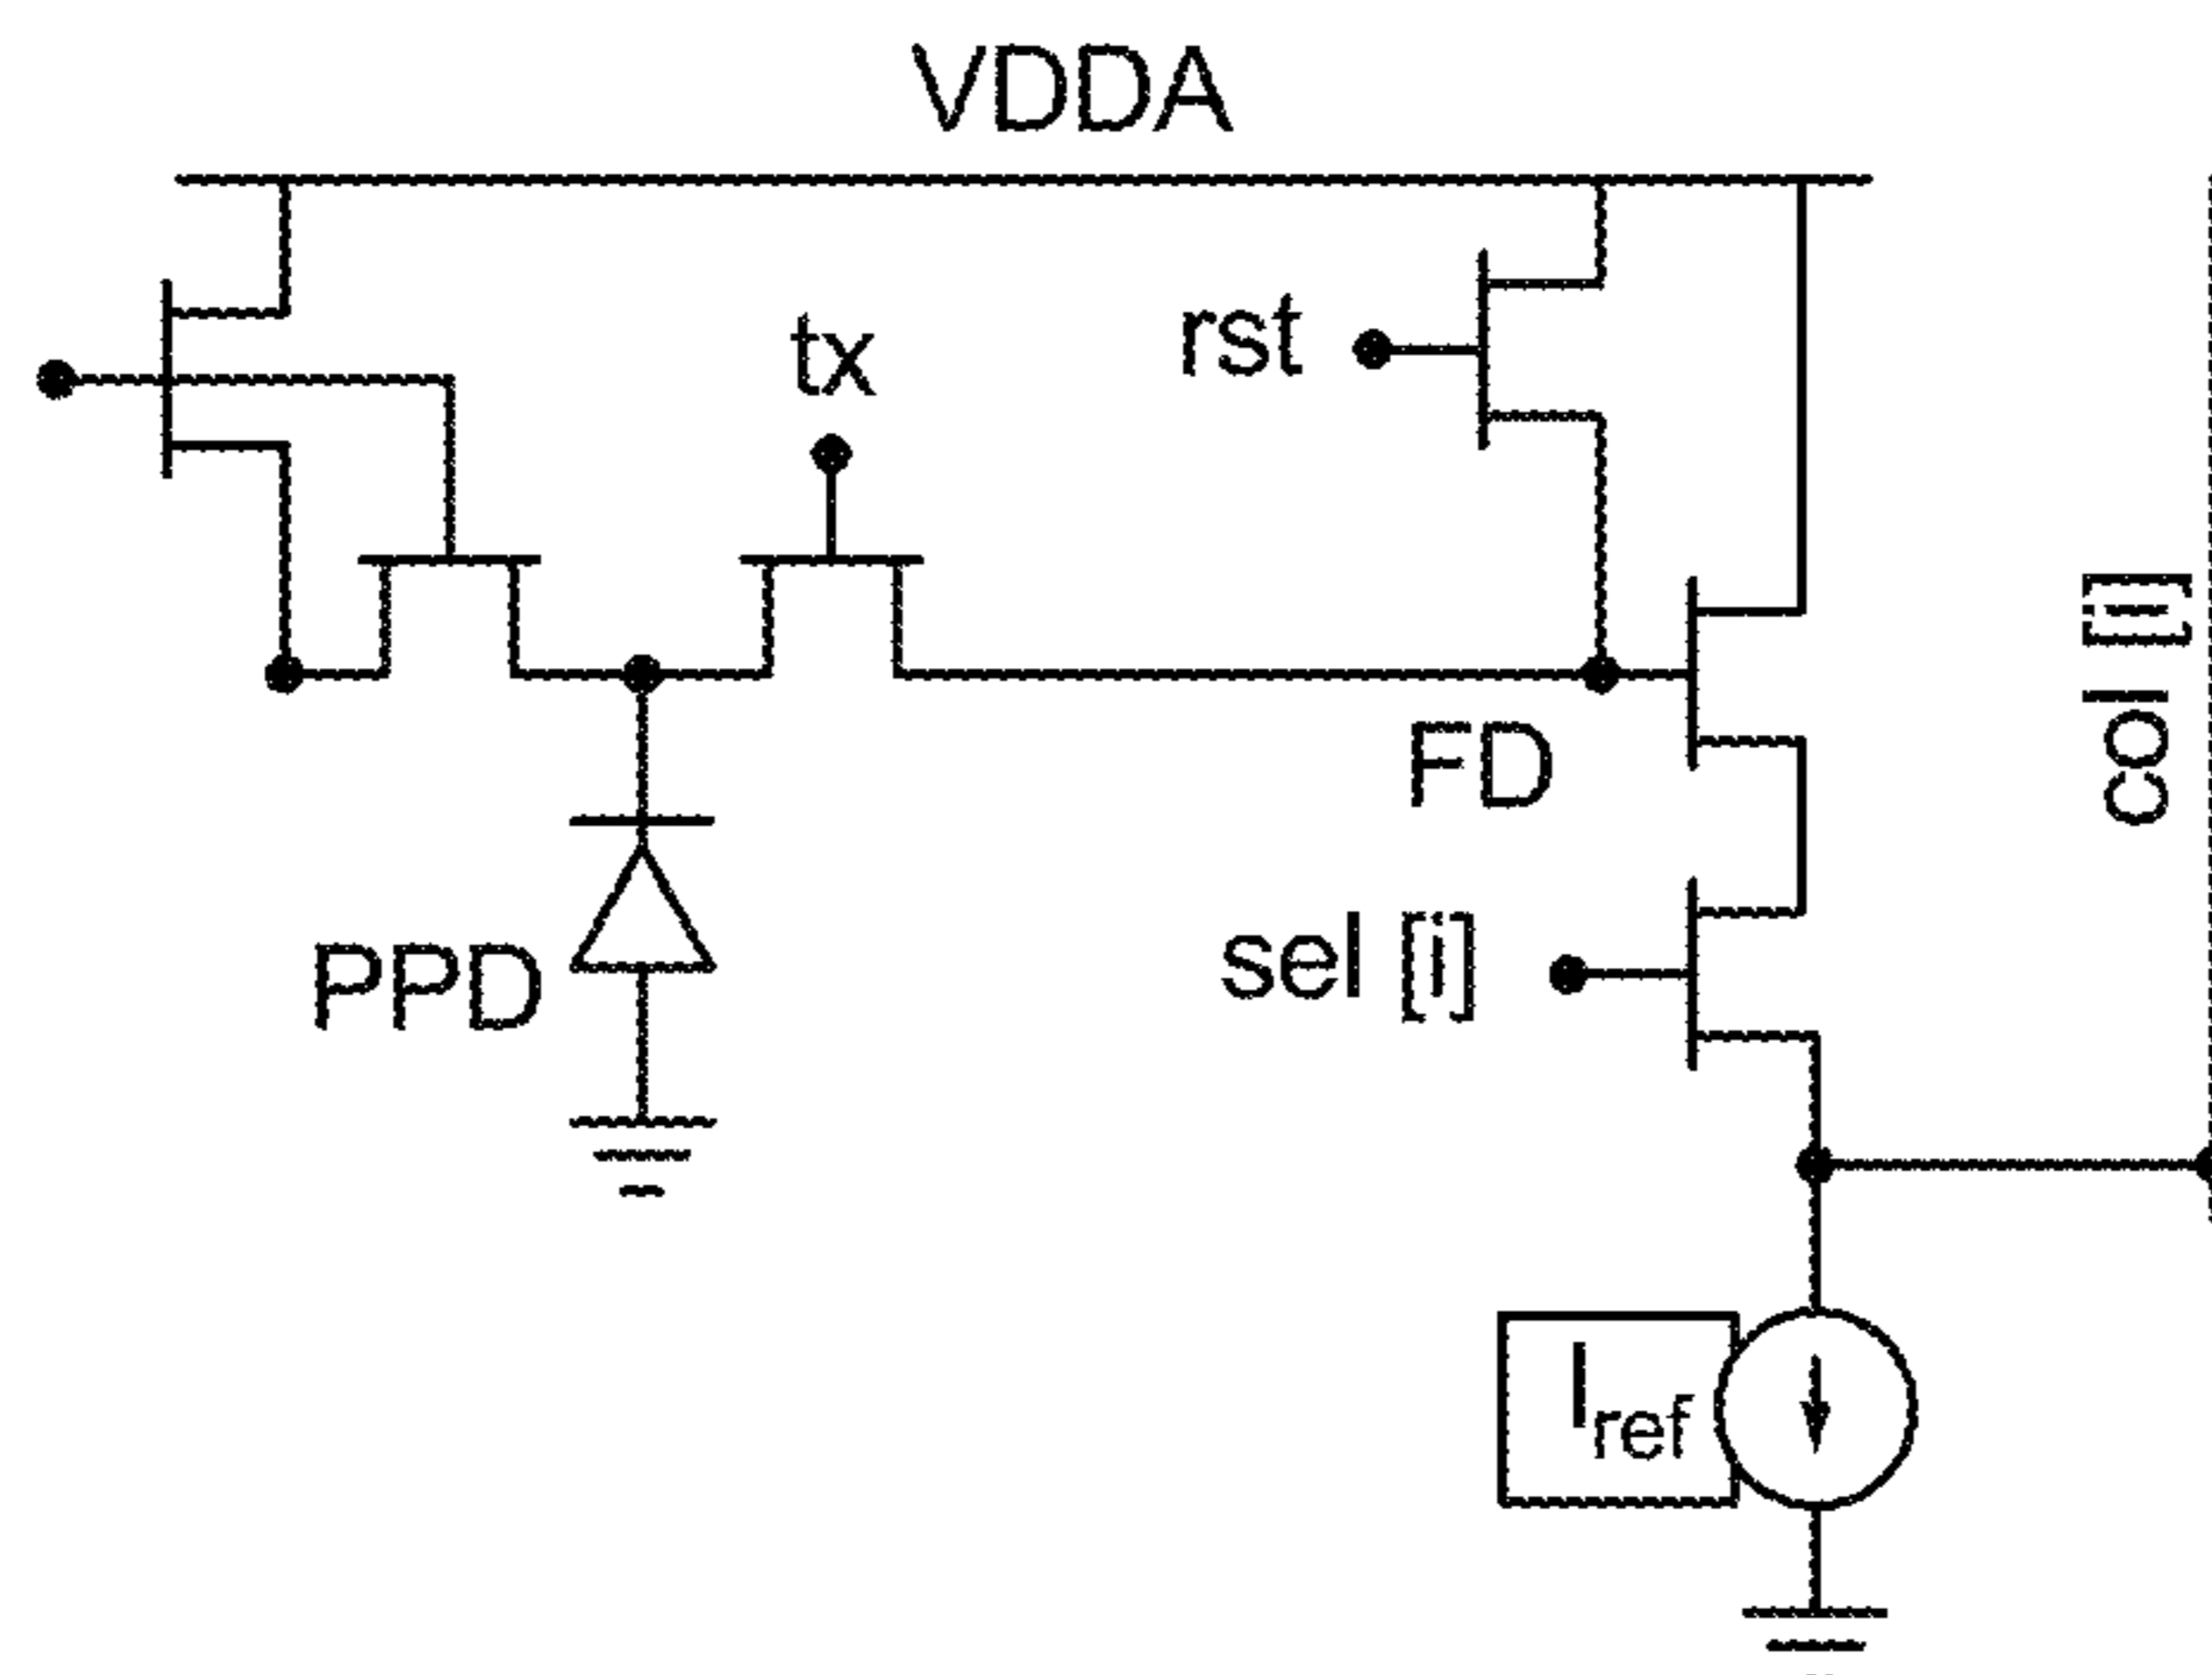 VDDA
tx
rst
FD
col [i]
PPD
sel [i]
Iref